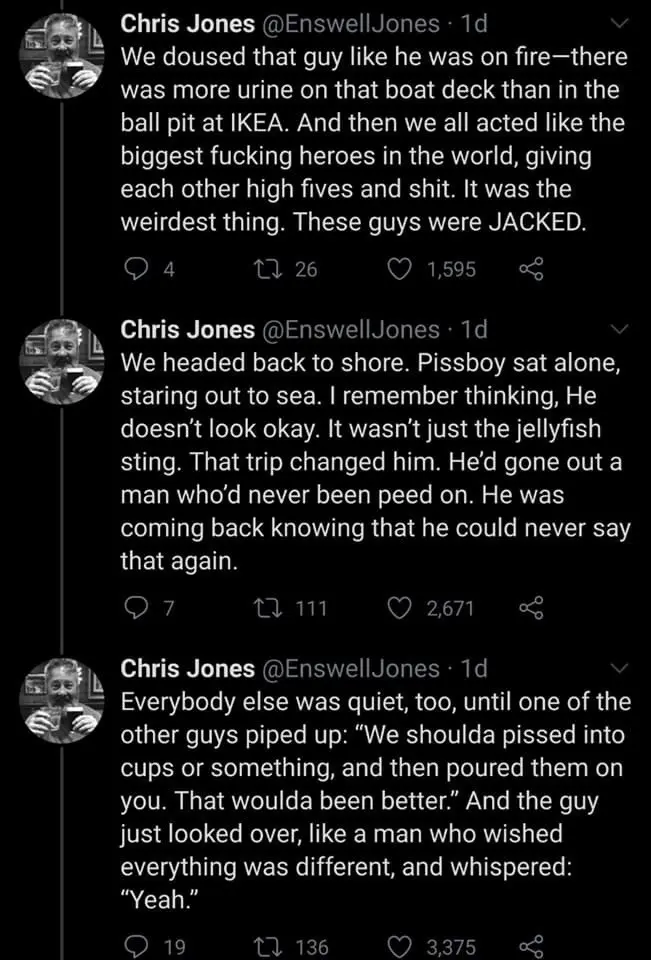 Chris Jones @EnswellJones · 1d
We doused that guy like he was on fire—there
was more urine on that boat deck than in the
ball pit at IKEA. And then we all acted like the
biggest fucking heroes in the world, giving
each other high fives and shit. It was the
weirdest thing. These guys were JACKED.
4 26 1,595
Chris Jones @EnswellJones · 1d
We headed back to shore. Pissboy sat alone,
staring out to sea. I remember thinking, He
doesn’t look okay. It wasn’t just the jellyfish
sting. That trip changed him. He’d gone out a
man who’d never been peed on. He was
coming back knowing that he could never say
that again.
7 111 2,671
Chris Jones @EnswellJones · 1d
Everybody else was quiet, too, until one of the
other guys piped up: “We shoulda pissed into
cups or something, and then poured them on
you. That woulda been better.” And the guy
just looked over, like a man who wished
everything was different, and whispered:
“Yeah.”
19 136 3,375